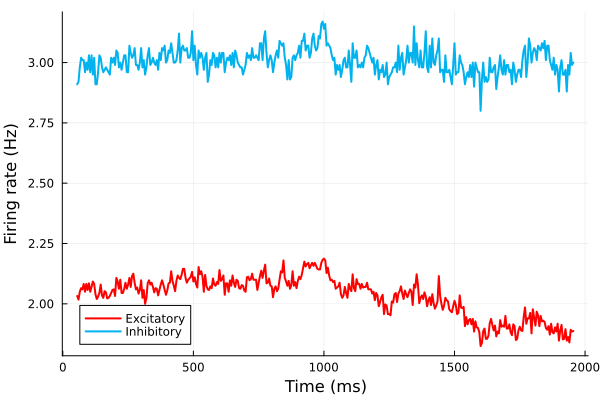 Firing rate (Hz)
3.00
2.75
2.50
2.25
2.00
Excitatory
Inhibitory
0 500 1000 1500 2000
Time (ms)